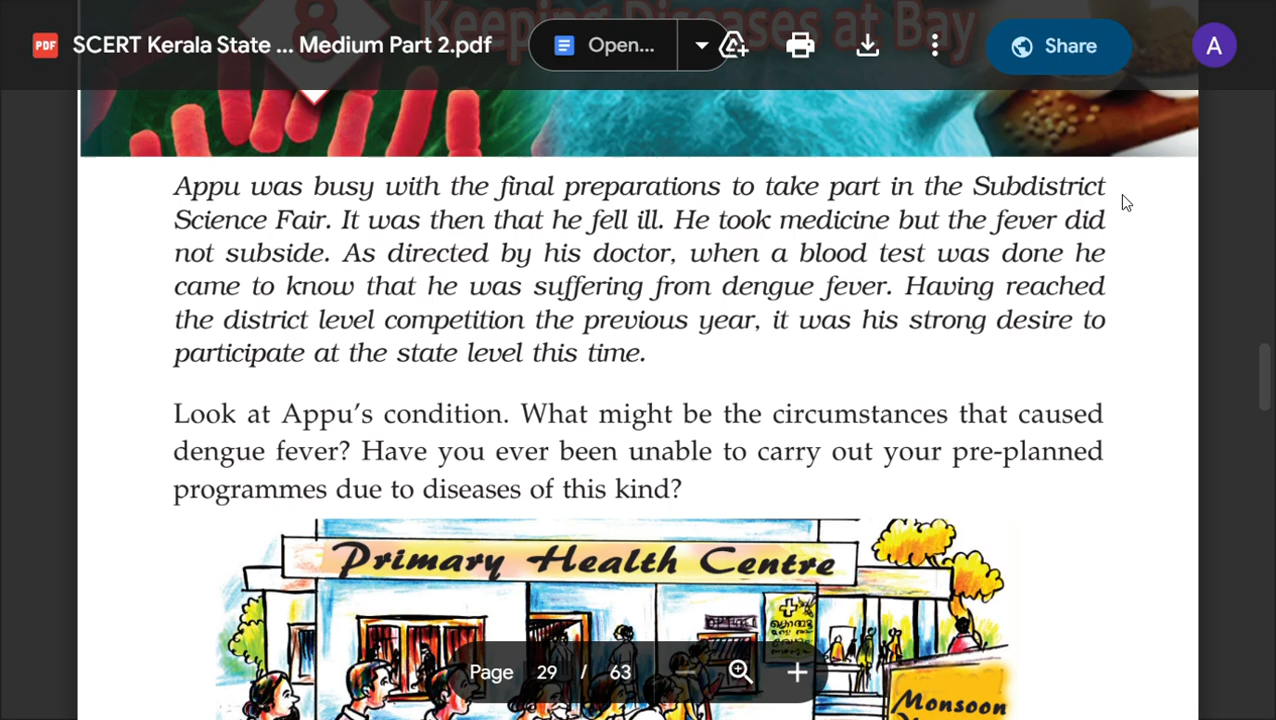 8
Keeping Diseases at Bay
PDF SCERT Kerala State ... Medium Part 2.pdf
Open...
Share
A
Appu was busy with the final preparations to take part in the Subdistrict
Science Fair. It was then that he fell ill. He took medicine but the fever did
not subside. As directed by his doctor, when a blood test was done he
came to know that he was suffering from dengue fever. Having reached
the district level competition the previous year, it was his strong desire to
participate at the state level this time.
Look at Appu’s condition. What might be the circumstances that caused
dengue fever? Have you ever been unable to carry out your pre-planned
programmes due to diseases of this kind?
Primary Health Centre
Page 29 / 63
Monsoon